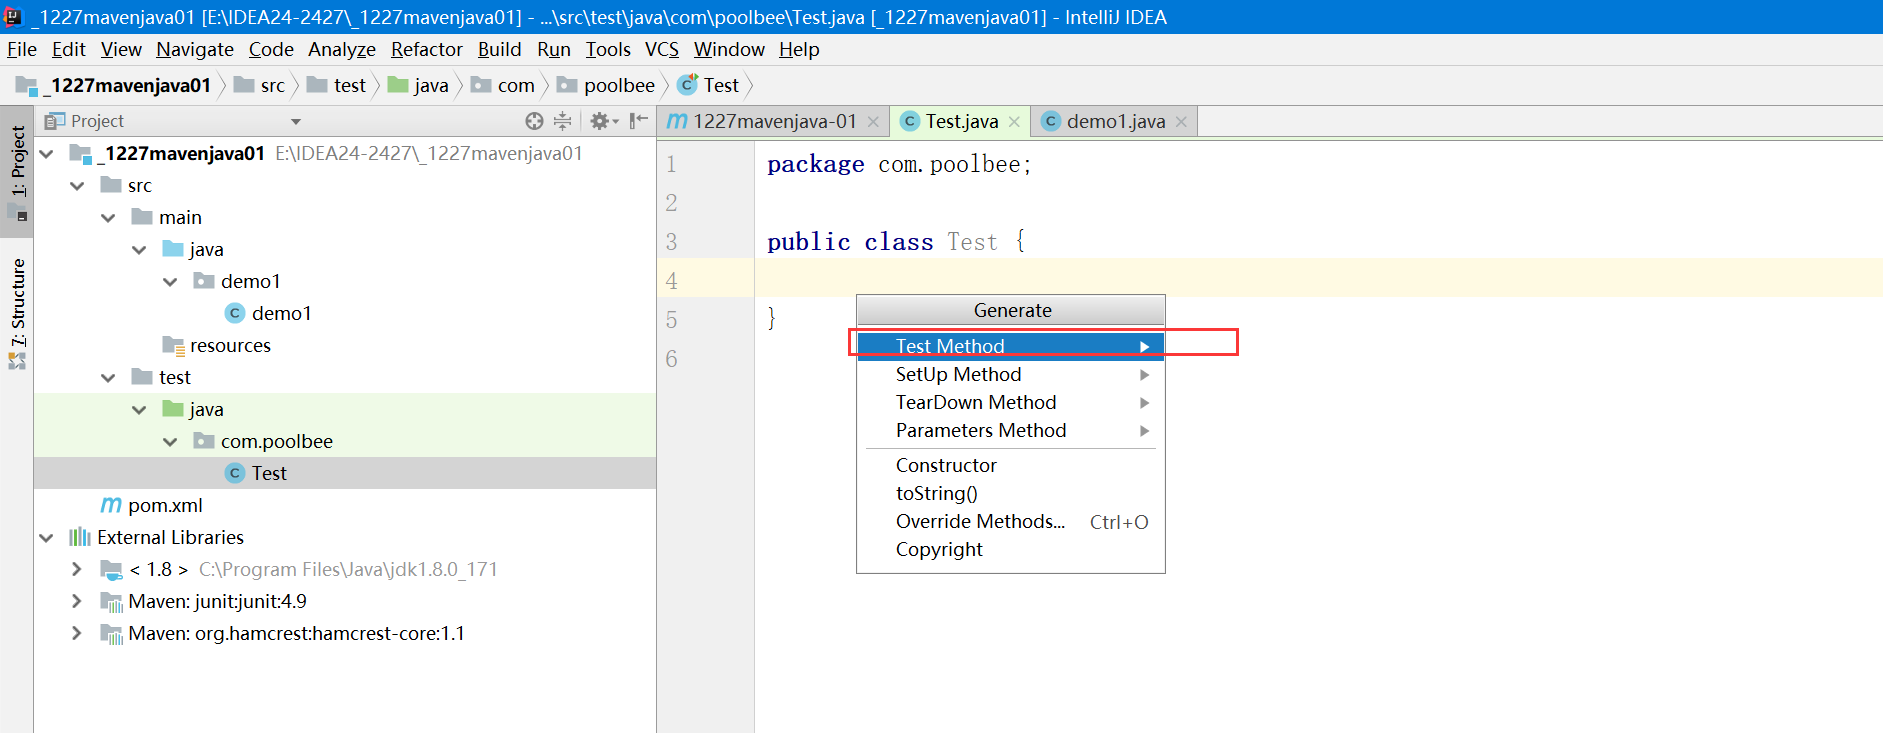 _1227mavenjava01 [E:\IDEA24-2427\_1227mavenjava01] - ...\src\test\java\com\poolbee\Test.java [_1227mavenjava01] - IntelliJ IDEA
File Edit View Navigate Code Analyze Refactor Build Run Tools VCS Window Help
_1227mavenjava01 src test java com poolbee Test
1: Project
7: Structure
Project
_1227mavenjava01 E:\IDEA24-2427\_1227mavenjava01
src
main
java
demo1
demo1
resources
test
java
com.poolbee
Test
pom.xml
External Libraries
< 1.8 > C:\Program Files\Java\jdk1.8.0_171
Maven: junit:junit:4.9
Maven: org.hamcrest:hamcrest-core:1.1
1227mavenjava-01 Test.java demo1.java
1 package com.poolbee;
2
3 public class Test {
4
5 }
6
Generate
Test Method
SetUp Method
TearDown Method
Parameters Method
Constructor
toString()
Override Methods... Ctrl+O
Copyright